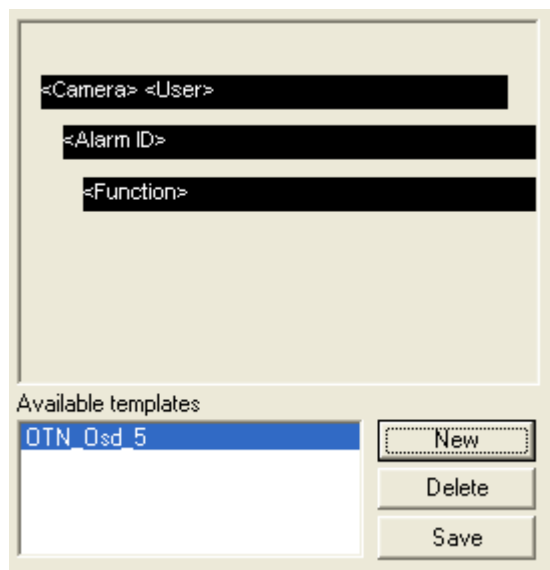 <Camera> <User>
<Alarm ID>
<Function>
Available templates
OTN_Osd_5
New
Delete
Save